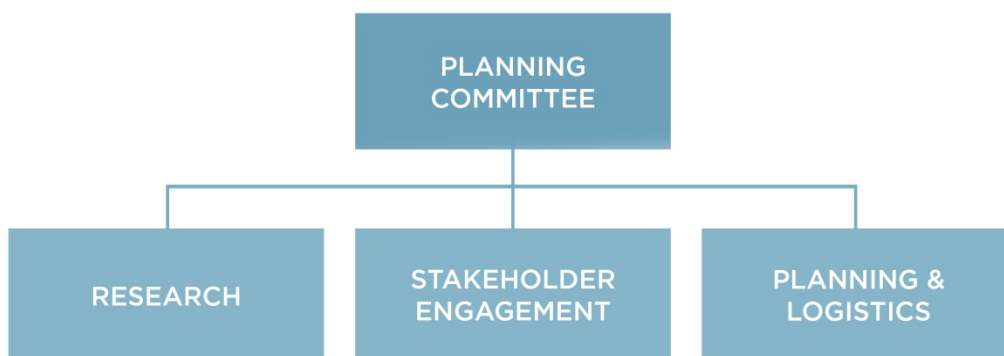 PLANNING
COMMITTEE
RESEARCH
STAKEHOLDER
ENGAGEMENT
PLANNING &
LOGISTICS